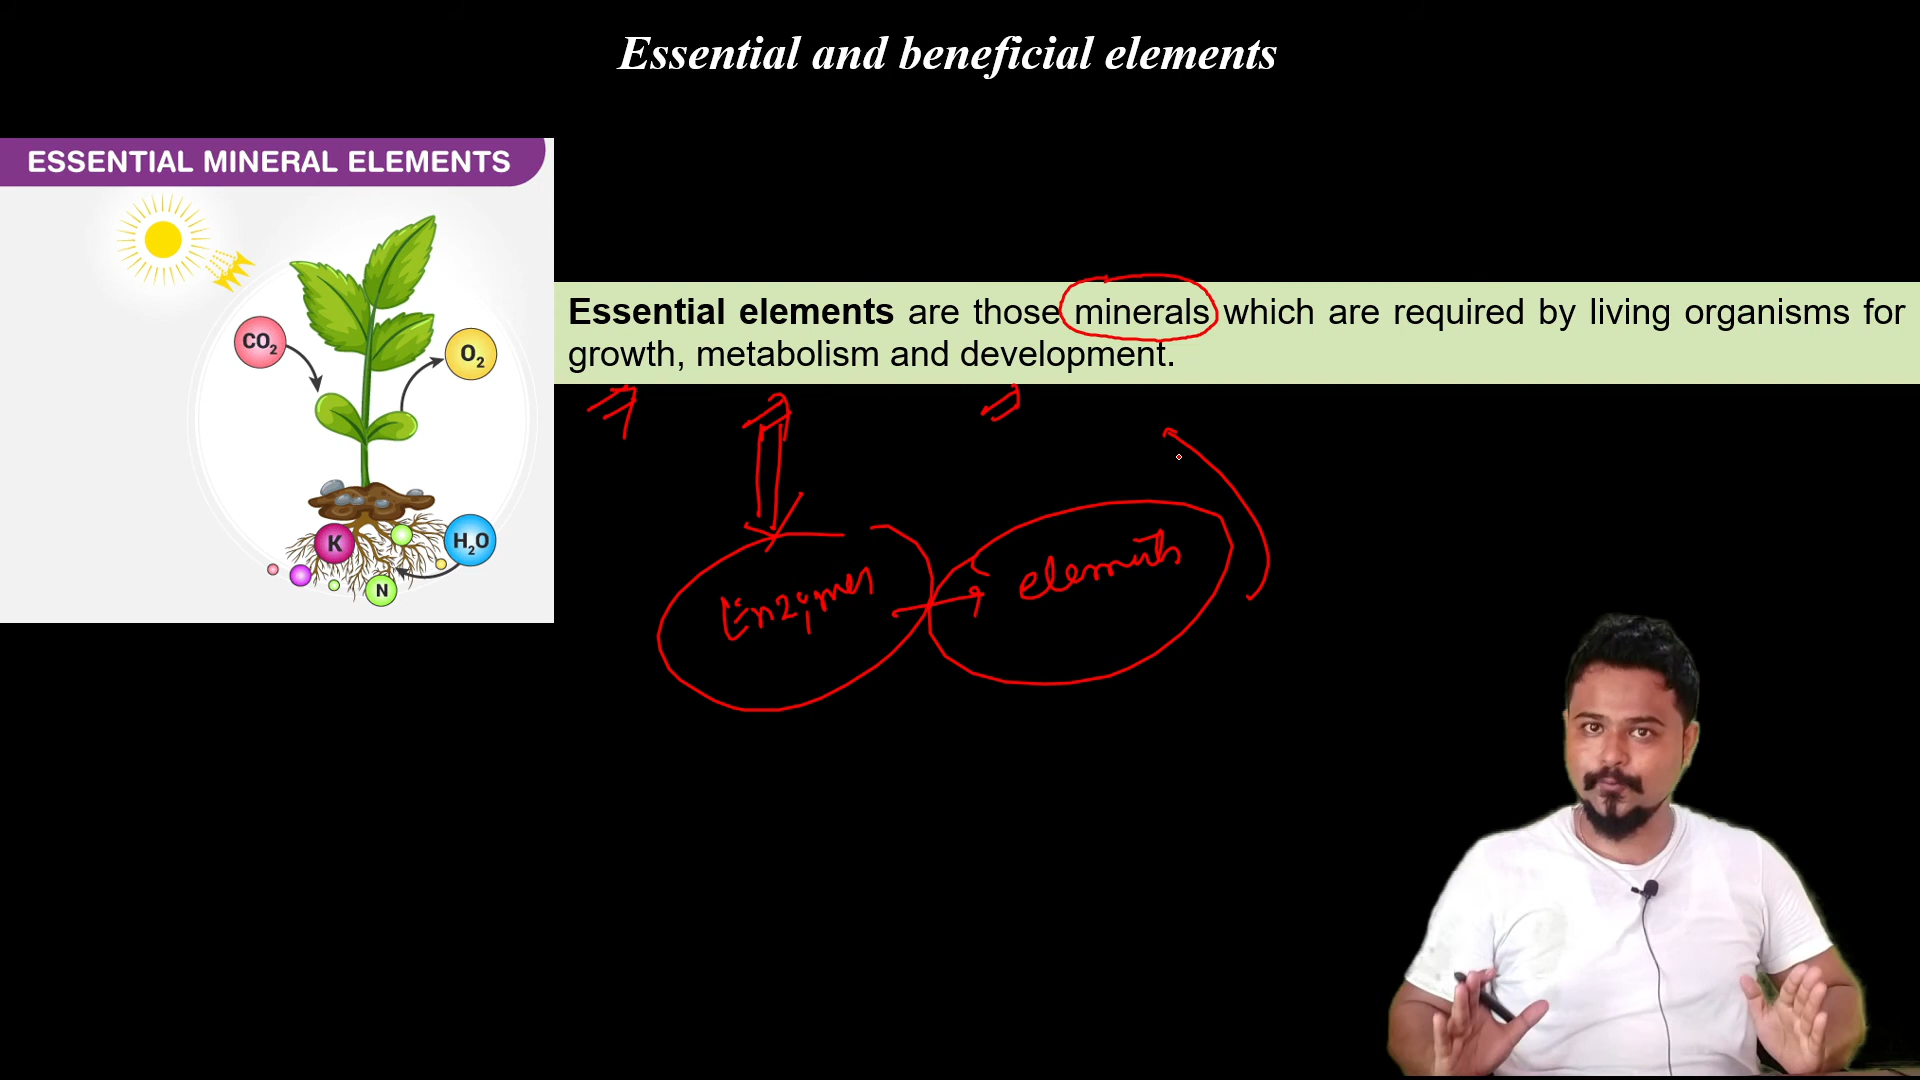 Essential and beneficial elements
ESSENTIAL MINERAL ELEMENTS
CO2
O2
K
H2O
N
Essential elements are those minerals which are required by living organisms for
growth, metabolism and development.
Enzymes
elements